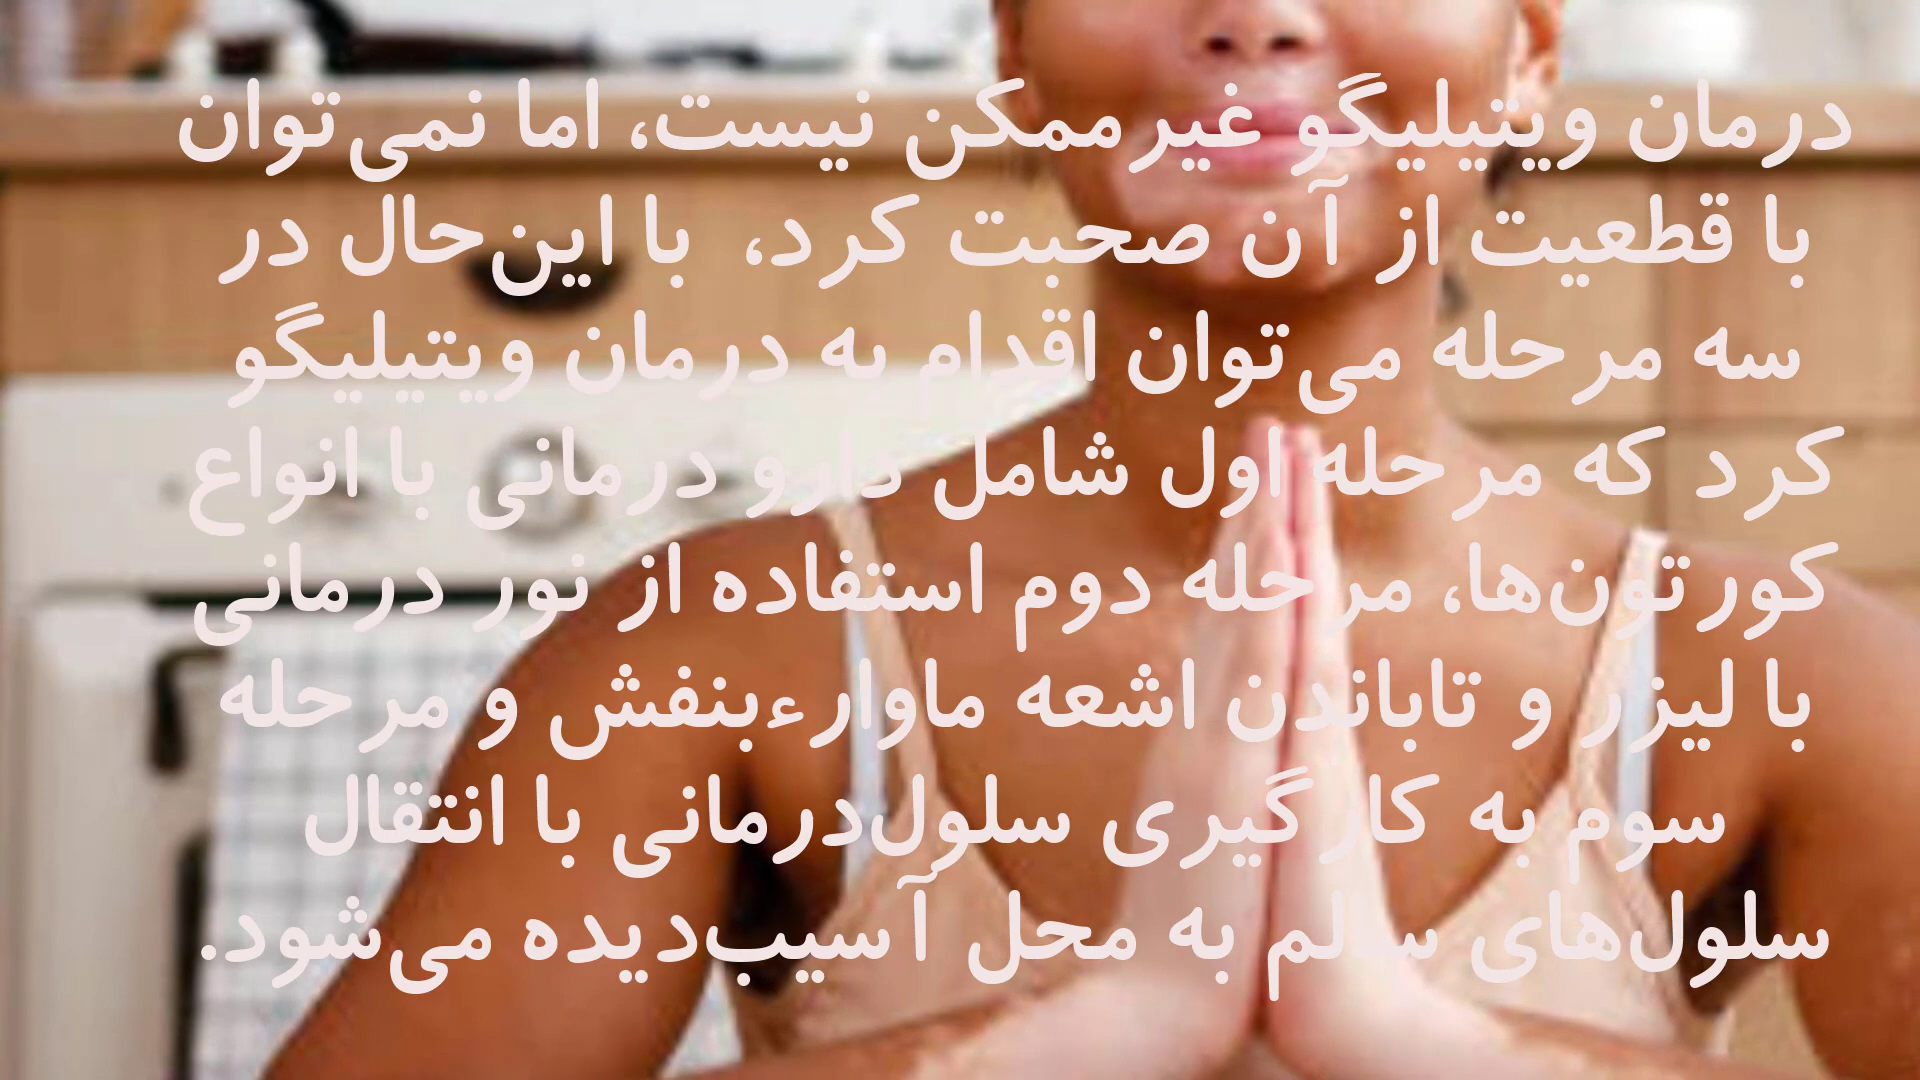 درمان ویتیلیگو غیرممکن نیست، اما نمی‌توان
با قطعیت از آن صحبت کرد، با این‌حال در
سه مرحله می‌توان اقدام به درمان ویتیلیگو
کرد که مرحله اول شامل دارو درمانی با انواع
کورتون‌ها، مرحله دوم استفاده از نور درمانی
با لیزر و تاباندن اشعه ماوارءبنفش و مرحله
سوم به کارگیری سلول‌درمانی با انتقال
سلول‌های سالم به محل آسیب‌دیده می‌شود.